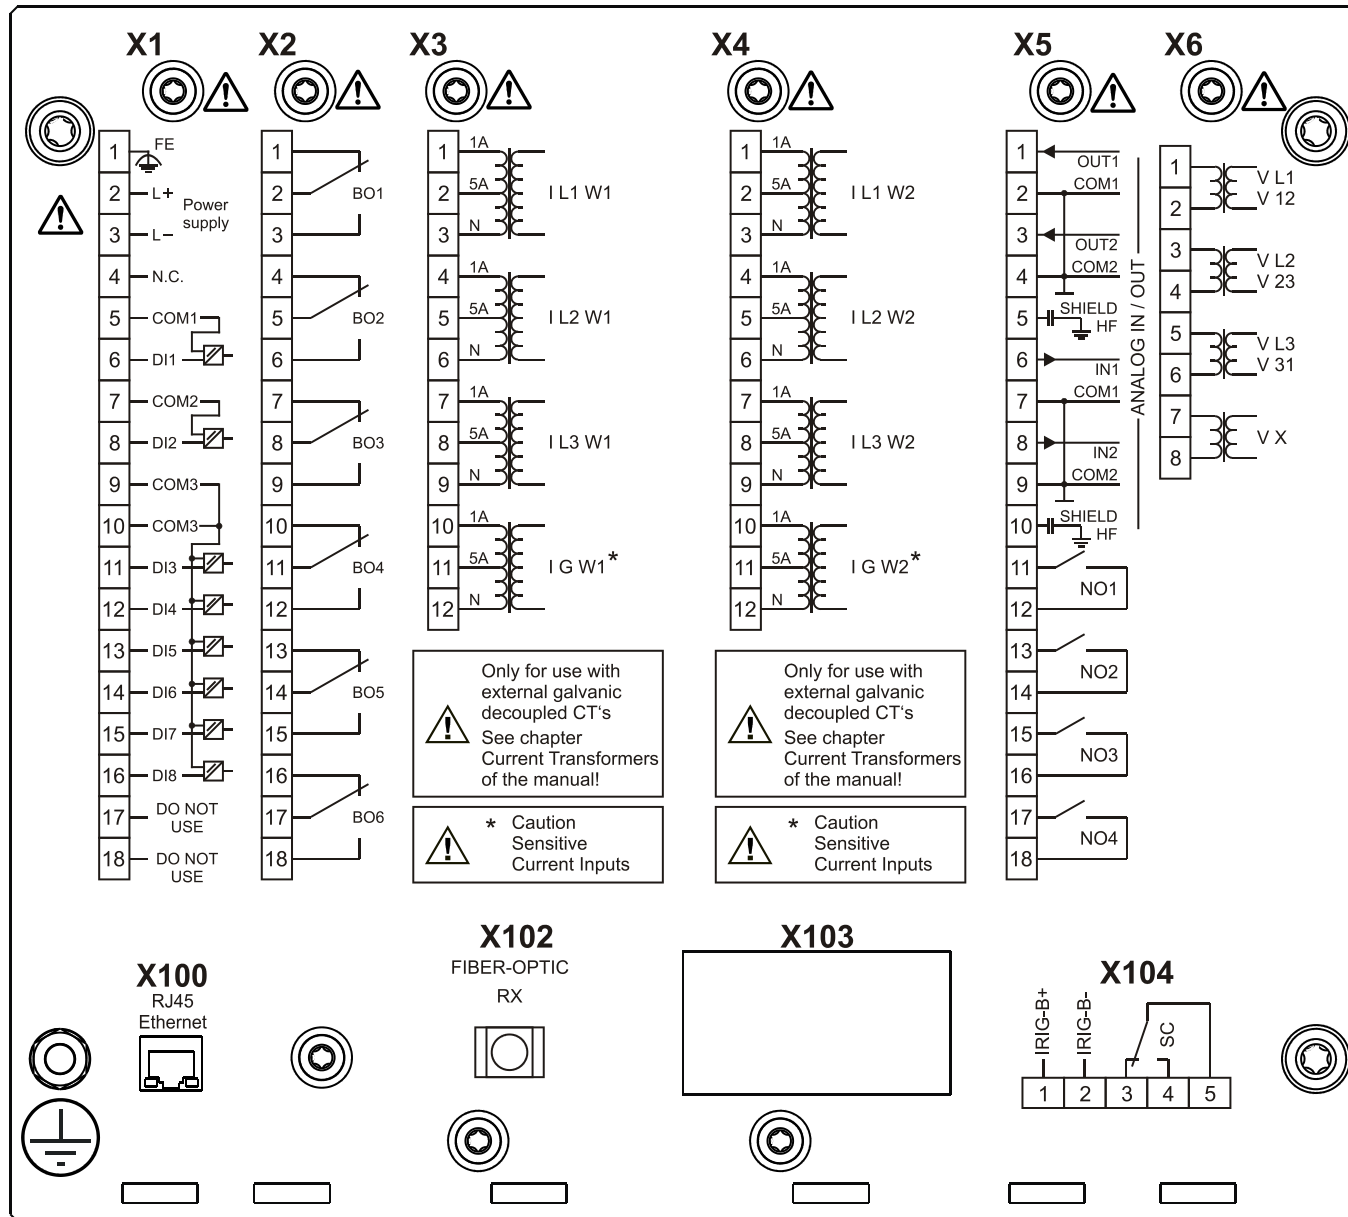 X1
X2
X3
X4
X5
X6
1 FE
2 L+
Power
supply
3 L−
4 N.C.
5 COM1
6 DI1
7 COM2
8 DI2
9 COM3
10 COM3
11 DI3
12 DI4
13 DI5
14 DI6
15 DI7
16 DI8
17 DO NOT
USE
18 DO NOT
USE
1
2 BO1
3
4
5 BO2
6
7
8 BO3
9
10
11 BO4
12
13
14 BO5
15
16
17 BO6
18
1 1A
2 5A I L1 W1
3 N
4 1A
5 5A I L2 W1
6 N
7 1A
8 5A I L3 W1
9 N
10 1A
11 5A I G W1*
12 N
Only for use with
external galvanic
decoupled CT's
See chapter
Current Transformers
of the manual!
* Caution
Sensitive
Current Inputs
1 1A
2 5A I L1 W2
3 N
4 1A
5 5A I L2 W2
6 N
7 1A
8 5A I L3 W2
9 N
10 1A
11 5A I G W2*
12 N
Only for use with
external galvanic
decoupled CT's
See chapter
Current Transformers
of the manual!
* Caution
Sensitive
Current Inputs
1 OUT1
2 COM1
3 OUT2
4 COM2
5 SHIELD
HF
6 IN1
7 COM1
8 IN2
9 COM2
10 SHIELD
HF
ANALOG IN / OUT
11
NO1
12
13
NO2
14
15
NO3
16
17
NO4
18
1 V L1
2 V 12
3 V L2
4 V 23
5 V L3
6 V 31
7
V X
8
X100
RJ45
Ethernet
X102
FIBER-OPTIC
RX
X103
X104
IRIG-B+
IRIG-B-
SC
1 2 3 4 5